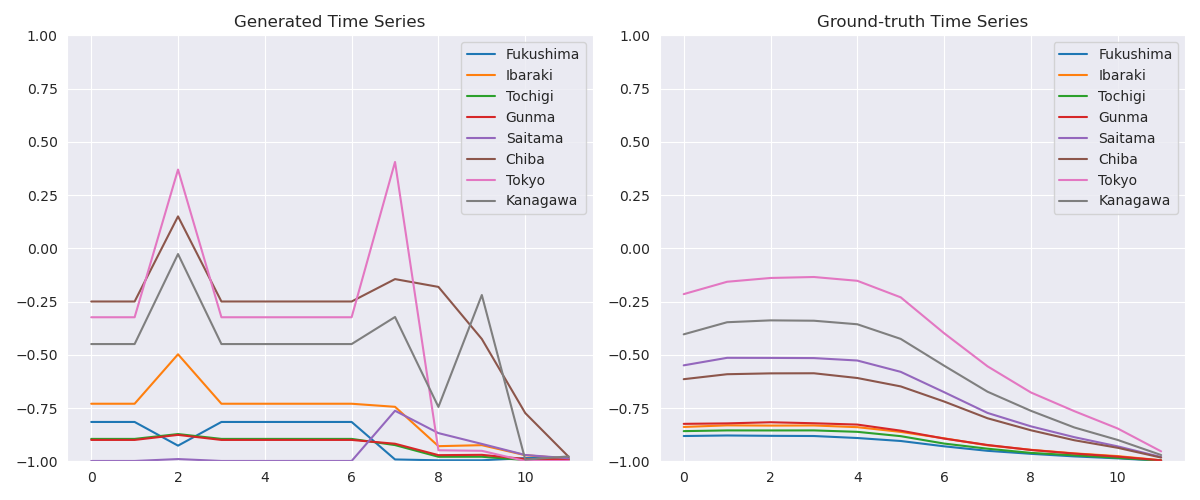 Generated Time Series
1.00
0.75
0.50
0.25
0.00
−0.25
−0.50
−0.75
−1.00
0 2 4 6 8 10
Fukushima
Ibaraki
Tochigi
Gunma
Saitama
Chiba
Tokyo
Kanagawa
Ground-truth Time Series
1.00
0.75
0.50
0.25
0.00
−0.25
−0.50
−0.75
−1.00
0 2 4 6 8 10
Fukushima
Ibaraki
Tochigi
Gunma
Saitama
Chiba
Tokyo
Kanagawa